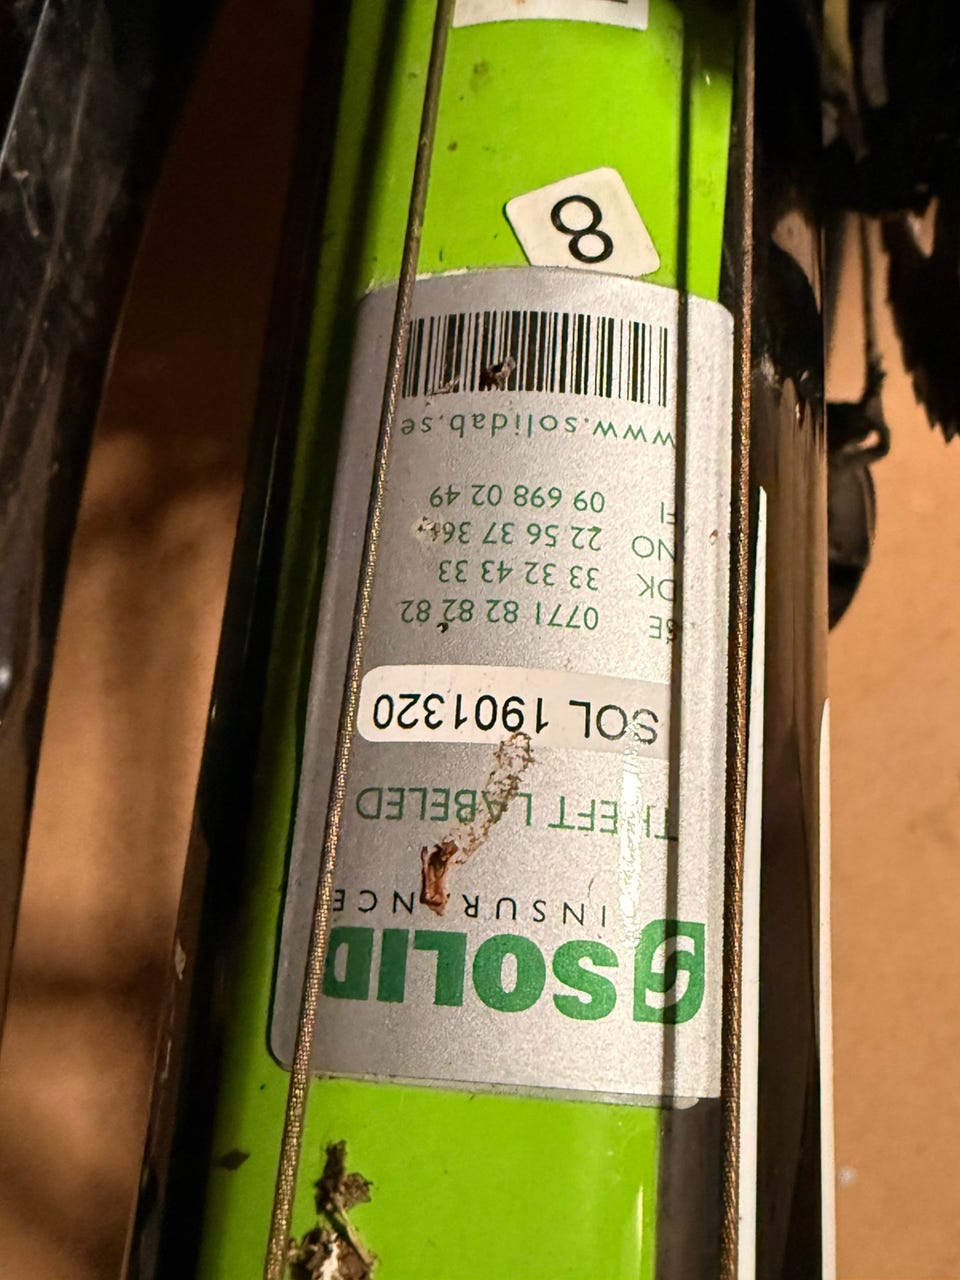 SOLID
INSURANCE
THEFT LABELED
SOL 1901320
SE 0771 82 82 82
DK 33 32 43 33
NO 22 56 37 36
FI 09 698 02 49
www.solidab.se
8